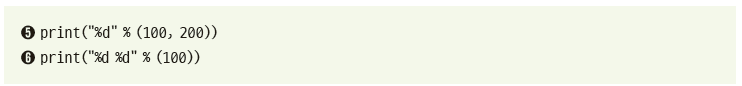 ❺ print("%d" % (100, 200))
❻ print("%d %d" % (100))